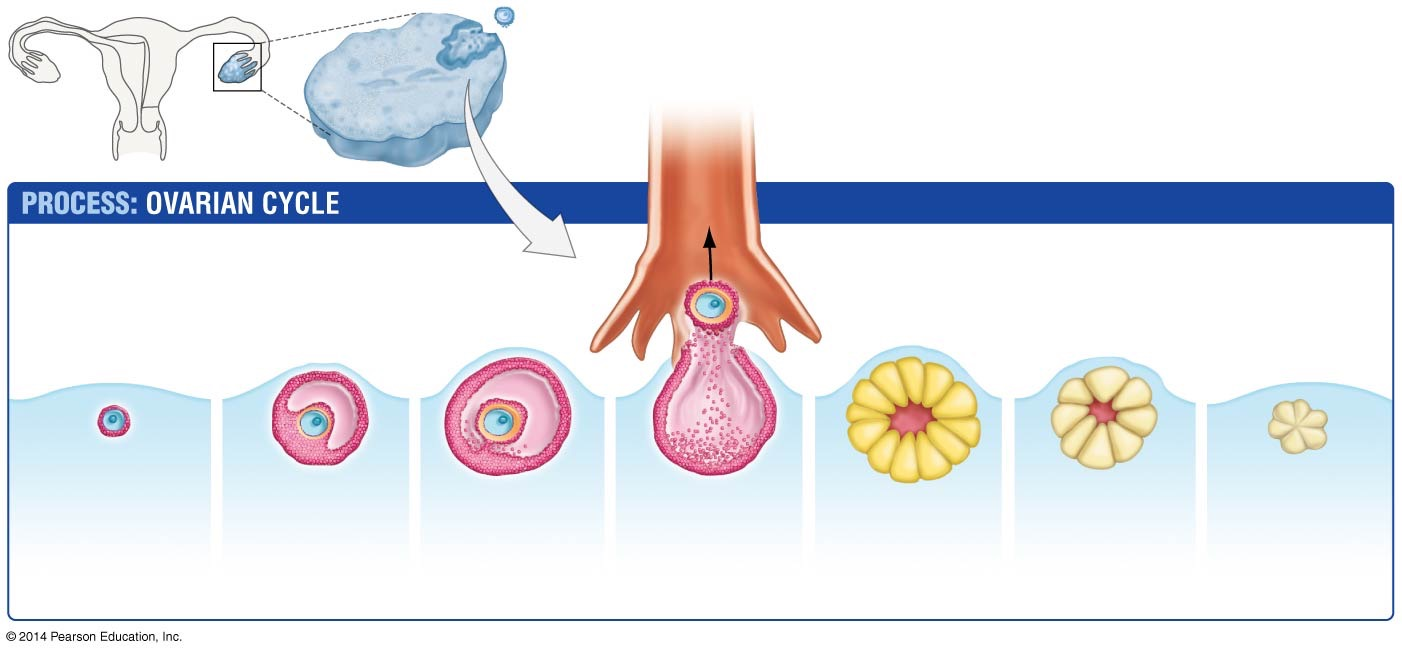 PROCESS: OVARIAN CYCLE
© 2014 Pearson Education, Inc.